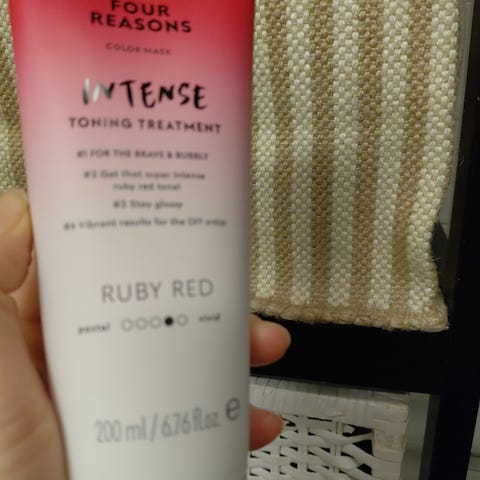 FOUR
REASONS
COLOR MASK
INTENSE
TONING TREATMENT
#1 FOR THE BRAVE & BUBBLY
#2 Get that super intense
ruby red tone!
#3 Stay glossy
#4 Vibrant results for the DIY artist
RUBY RED
pastel vivid
200 ml / 6.76 fl.oz. e